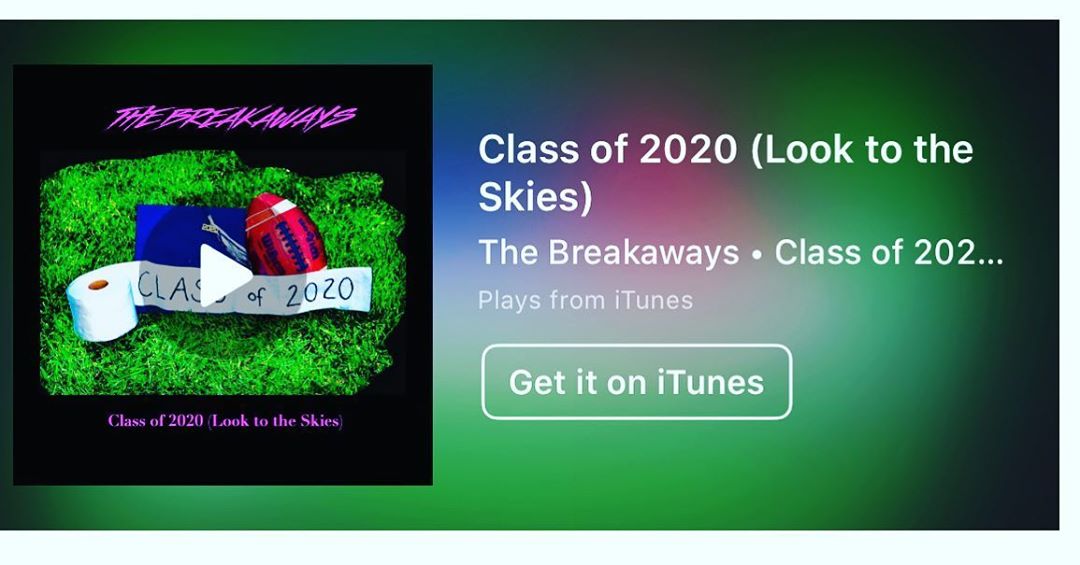 THE BREAKAWAYS
CLASS of 2020
Class of 2020 (Look to the Skies)
Class of 2020 (Look to the
Skies)
The Breakaways • Class of 202...
Plays from iTunes
Get it on iTunes